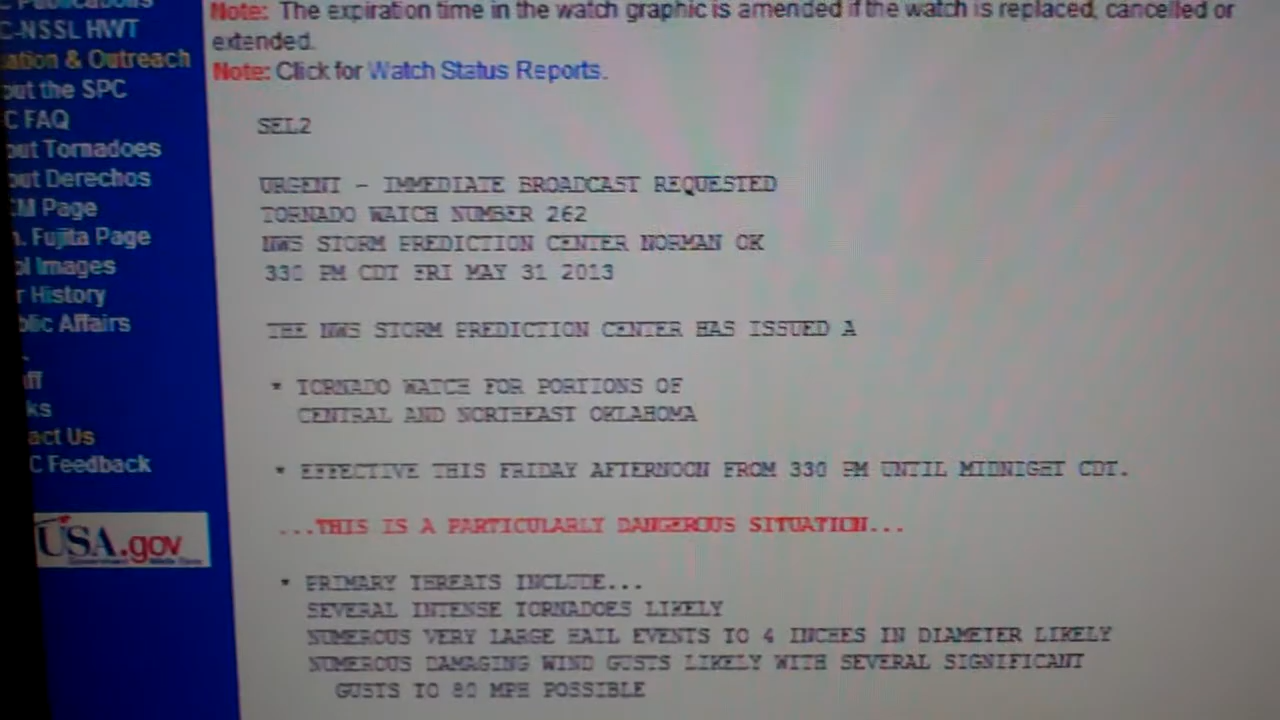 Publications
Note: The expiration time in the watch graphic is amended if the watch is replaced, cancelled or
C-NSSL HWT
extended.
ation & Outreach
Note: Click for Watch Status Reports.
out the SPC
C FAQ
SEL2
out Tornadoes
out Derechos
URGENT - IMMEDIATE BROADCAST REQUESTED
M Page
TORNADO WATCH NUMBER 262
. Fujita Page
NWS STORM PREDICTION CENTER NORMAN OK
ol Images
330 PM CDT FRI MAY 31 2013
r History
blic Affairs
THE NWS STORM PREDICTION CENTER HAS ISSUED A
ff
* TORNADO WATCH FOR PORTIONS OF
ks
CENTRAL AND NORTHEAST OKLAHOMA
act Us
C Feedback
* EFFECTIVE THIS FRIDAY AFTERNOON FROM 330 PM UNTIL MIDNIGHT CDT.
...THIS IS A PARTICULARLY DANGEROUS SITUATION...
USA.gov
* PRIMARY THREATS INCLUDE...
SEVERAL INTENSE TORNADOES LIKELY
NUMEROUS VERY LARGE HAIL EVENTS TO 4 INCHES IN DIAMETER LIKELY
NUMEROUS DAMAGING WIND GUSTS LIKELY WITH SEVERAL SIGNIFICANT
GUSTS TO 80 MPH POSSIBLE